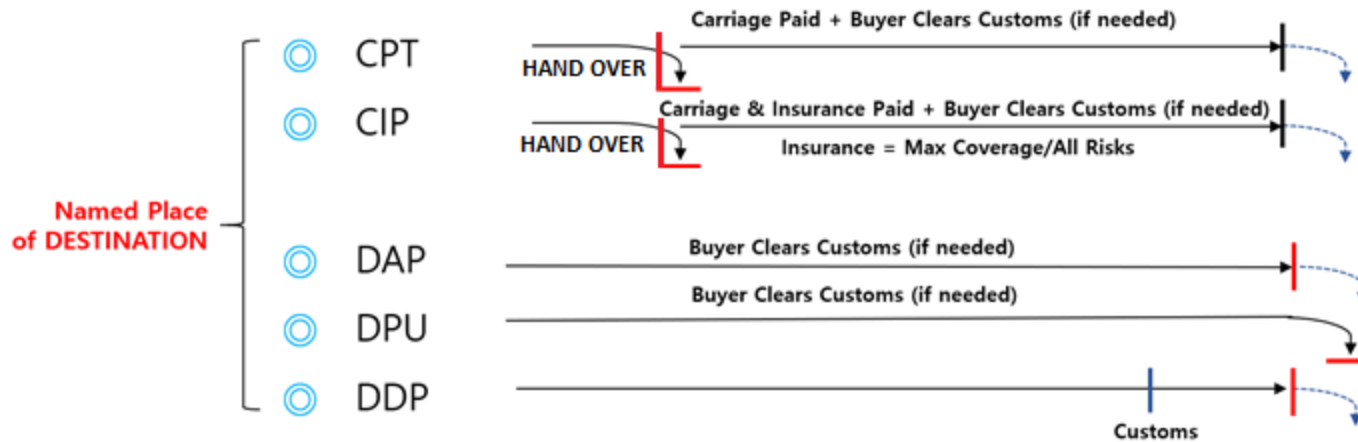 CPT
Carriage Paid + Buyer Clears Customs (if needed)
HAND OVER
CIP
Carriage & Insurance Paid + Buyer Clears Customs (if needed)
HAND OVER
Insurance = Max Coverage/All Risks
Named Place
of DESTINATION
DAP
Buyer Clears Customs (if needed)
DPU
Buyer Clears Customs (if needed)
DDP
Customs